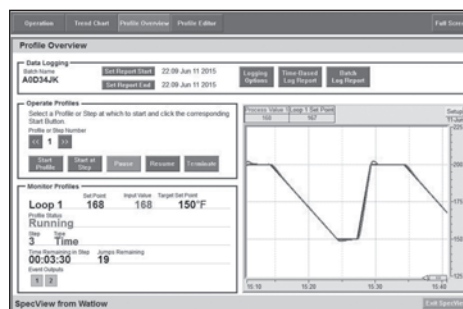 Operation Trend Chart Profile Overview Profile Editor Full Screen
Profile Overview
Data Logging
Batch Name
A0D34JK
Set Report Start 22:09 Jun 11 2015
Set Report End 22:09 Jun 11 2015
Logging Options
Time-Based Log Report
Batch Log Report
Operate Profiles
Select a Profile or Step at which to start and click the corresponding
Start Button.
Profile or Step Number
<< 1 >>
Start Profile
Start at Step
Pause
Resume
Terminate
Monitor Profiles
Set Point Input Value Target Set Point
Loop 1 168 168 150°F
Profile Status
Running
Step Type
3 Time
Time Remaining in Step Jumps Remaining
00:03:30 19
Event Outputs
1 2
Process Value 1 Loop 1 Set Point
168 167
Setup
11 Jun
225
200
175
150
125
15:10 15:20 15:30 15:40
SpecView from Watlow
Exit SpecView